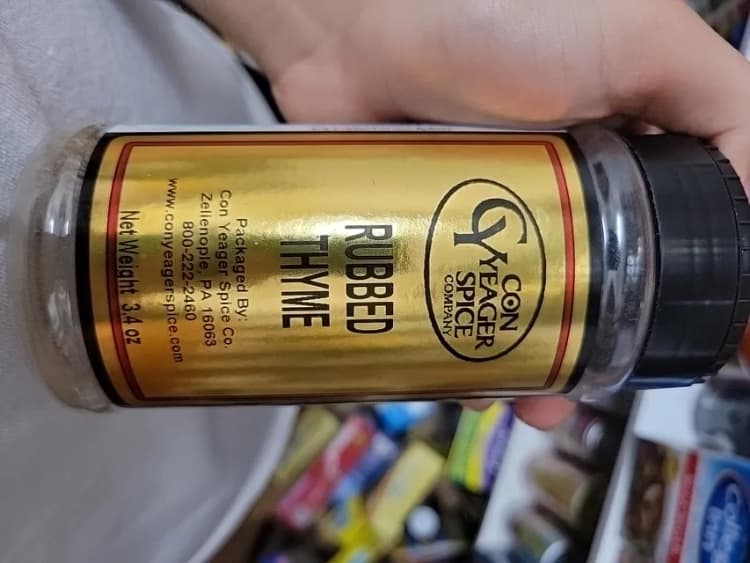 CY CON
YEAGER
SPICE
COMPANY
RUBBED
THYME
Packaged By:
Con Yeager Spice Co.
Zelienople, PA 16063
800-222-2460
www.conyeagerspice.com
Net Weight 3.4 oz